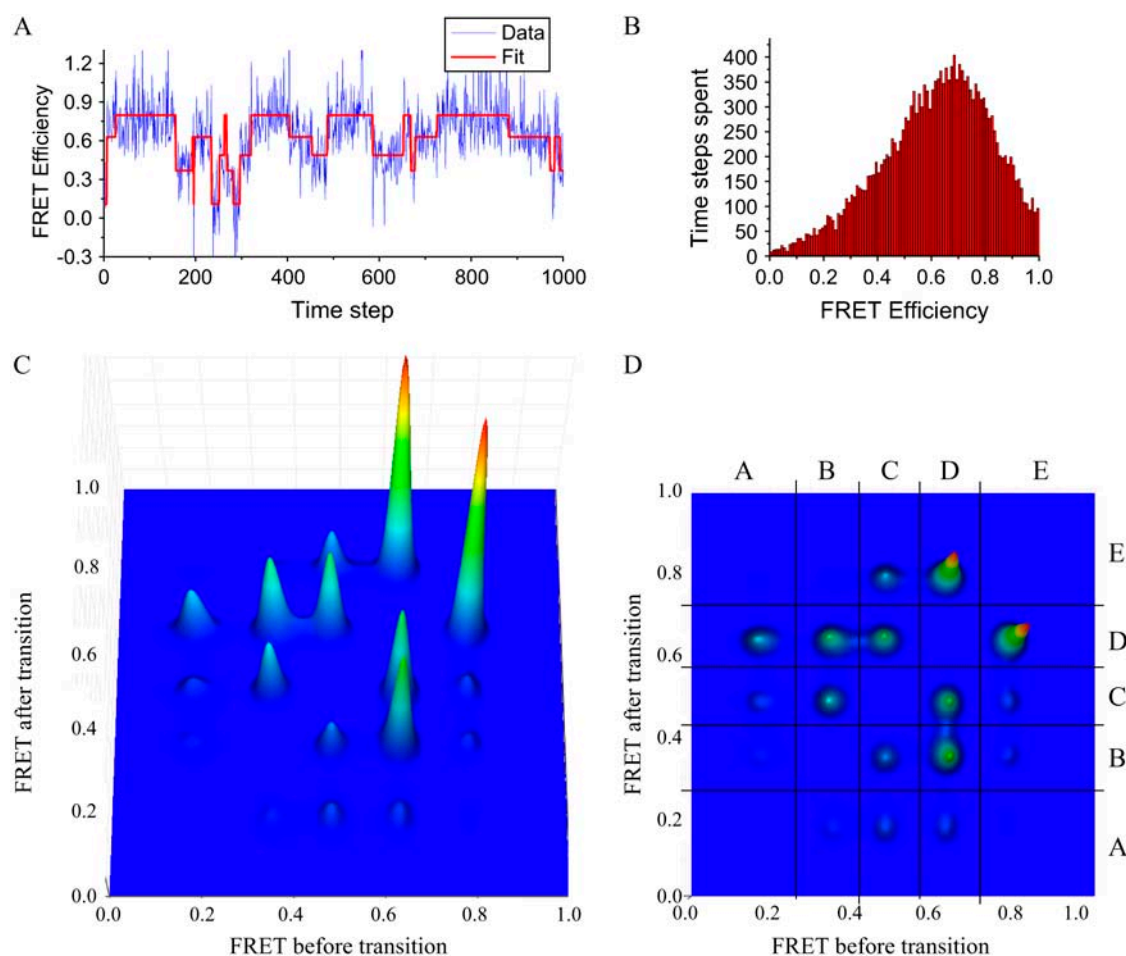 A
Data
Fit
FRET Efficiency
1.2
0.9
0.6
0.3
0.0
-0.3
0 200 400 600 800 1000
Time step
B
Time steps spent
400
350
300
250
200
150
100
50
0
0.0 0.2 0.4 0.6 0.8 1.0
FRET Efficiency
C
FRET after transition
1.0
0.8
0.6
0.4
0.2
0.0
0.0 0.2 0.4 0.6 0.8 1.0
FRET before transition
D
A B C D E
FRET after transition
1.0
0.8
0.6
0.4
0.2
0.0
E
D
C
B
A
0.0 0.2 0.4 0.6 0.8 1.0
FRET before transition